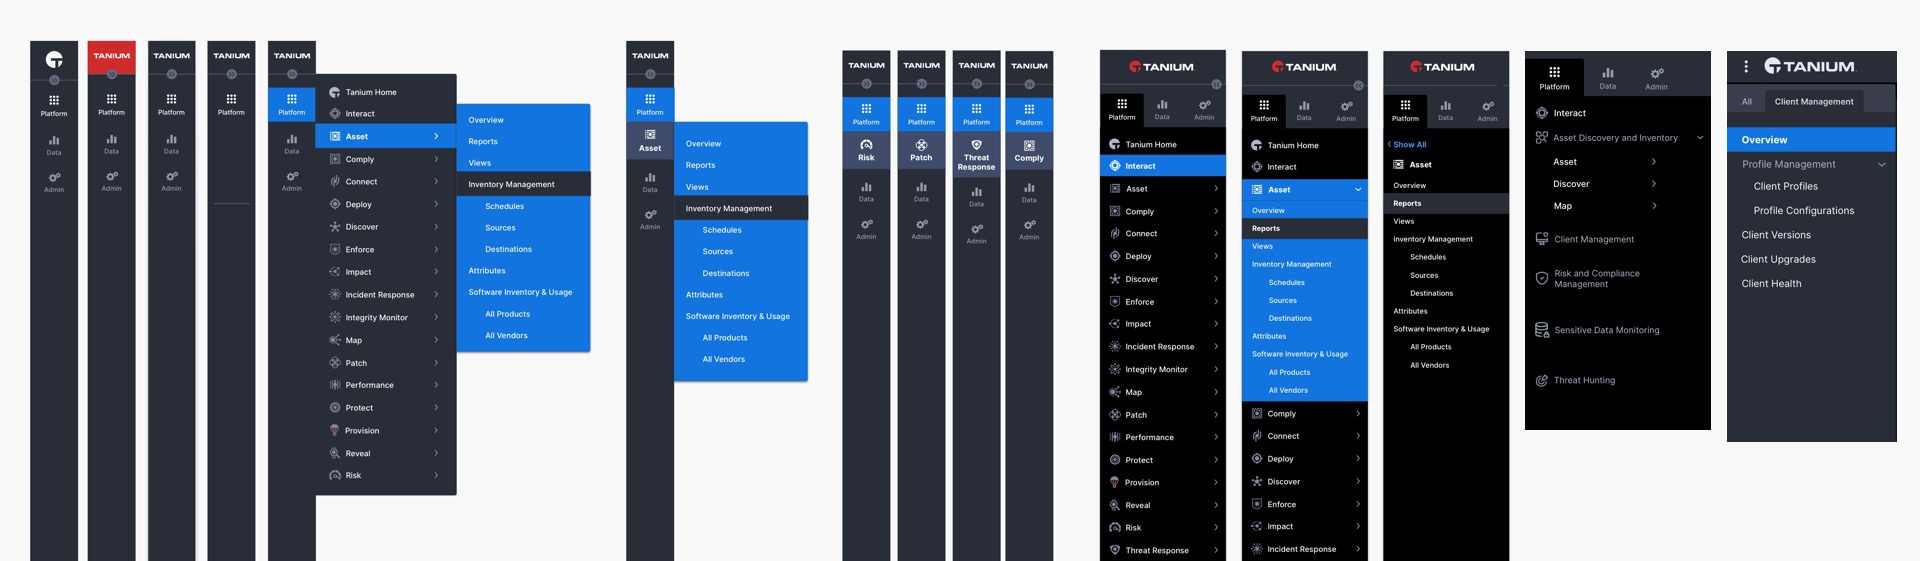 Platform
Data
Admin
TANIUM
Platform
Data
Admin
TANIUM
Platform
Data
Admin
TANIUM
Platform
TANIUM
Platform
Data
Admin
Tanium Home
Interact
Asset
Comply
Connect
Deploy
Discover
Enforce
Impact
Incident Response
Integrity Monitor
Map
Patch
Performance
Protect
Provision
Reveal
Risk
Overview
Reports
Views
Inventory Management
Schedules
Sources
Destinations
Attributes
Software Inventory & Usage
All Products
All Vendors
TANIUM
Platform
Asset
Data
Admin
Overview
Reports
Views
Inventory Management
Schedules
Sources
Destinations
Attributes
Software Inventory & Usage
All Products
All Vendors
TANIUM
Platform
Risk
Data
Admin
TANIUM
Platform
Patch
Data
Admin
TANIUM
Platform
Threat
Response
Data
Admin
TANIUM
Platform
Comply
Data
Admin
TANIUM
Platform
Data
Admin
Tanium Home
Interact
Asset
Comply
Connect
Deploy
Discover
Enforce
Impact
Incident Response
Integrity Monitor
Map
Patch
Performance
Protect
Provision
Reveal
Risk
Threat Response
TANIUM
Platform
Data
Admin
Tanium Home
Interact
Asset
Overview
Reports
Views
Inventory Management
Schedules
Sources
Destinations
Attributes
Software Inventory & Usage
All Products
All Vendors
Comply
Connect
Deploy
Discover
Enforce
Impact
Incident Response
TANIUM
Platform
Data
Admin
Show All
Asset
Overview
Reports
Views
Inventory Management
Schedules
Sources
Destinations
Attributes
Software Inventory & Usage
All Products
All Vendors
Platform
Data
Admin
Interact
Asset Discovery and Inventory
Asset
Discover
Map
Client Management
Risk and Compliance
Management
Sensitive Data Monitoring
Threat Hunting
TANIUM
All
Client Management
Overview
Profile Management
Client Profiles
Profile Configurations
Client Versions
Client Upgrades
Client Health